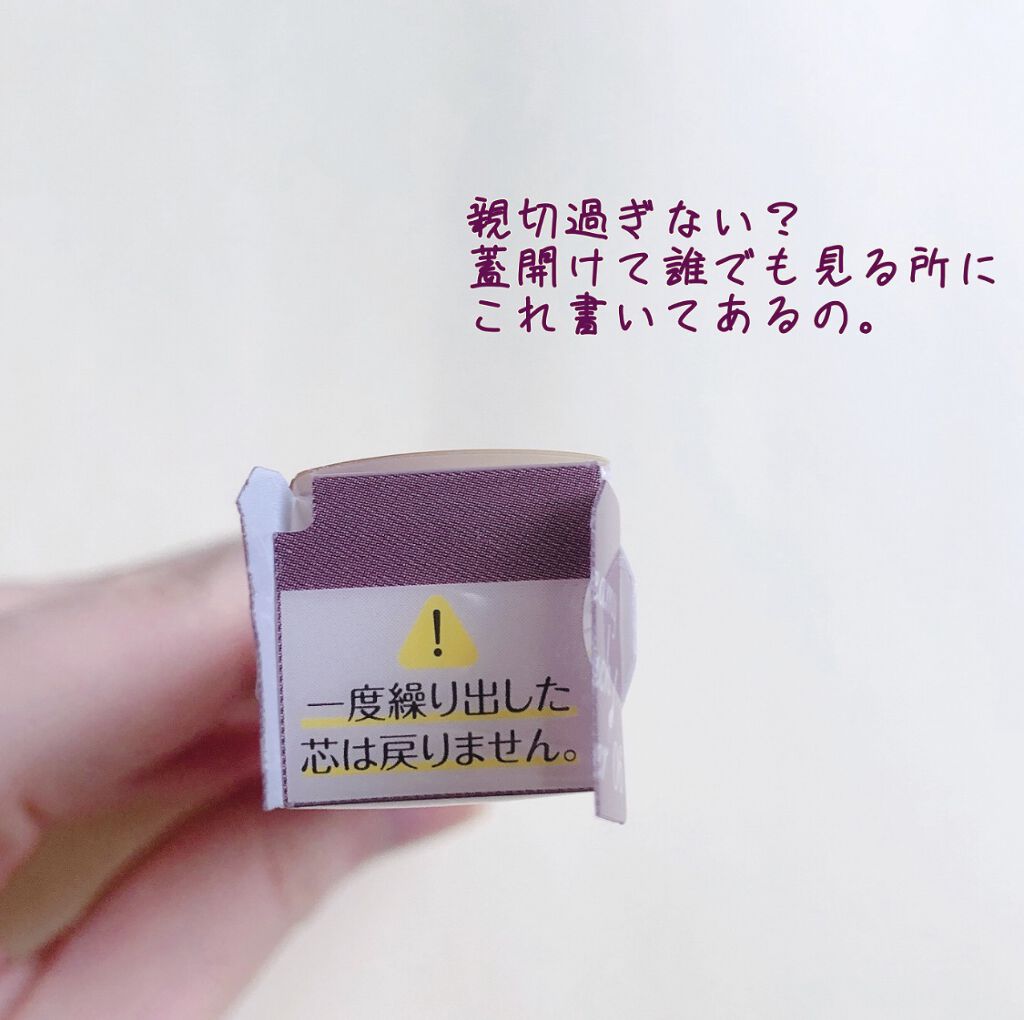 親切過ぎない?
蓋開けて誰でも見る所に
これ書いてあるの。
!
一度繰り出した
芯は戻りません。